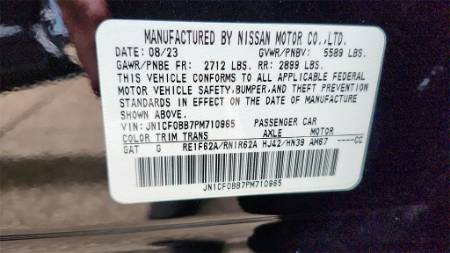 MANUFACTURED BY NISSAN MOTOR CO.,LTD.
DATE: 08/23 GVWR/PNBV: 5589 LBS.
GAWR/PNBE FR: 2712 LBS. RR: 2899 LBS.
THIS VEHICLE CONFORMS TO ALL APPLICABLE FEDERAL
MOTOR VEHICLE SAFETY,BUMPER,AND THEFT PREVENTION
STANDARDS IN EFFECT ON THE DATE OF MANUFACTURE
SHOWN ABOVE.
VIN: JN1CF0BB7PM710965 PASSENGER CAR
COLOR TRIM TRANS AXLE MOTOR
GAT G RE1F62A/RN1R62A HJ42/HN39 AM67 ----CC
JN1CF0BB7PM710965